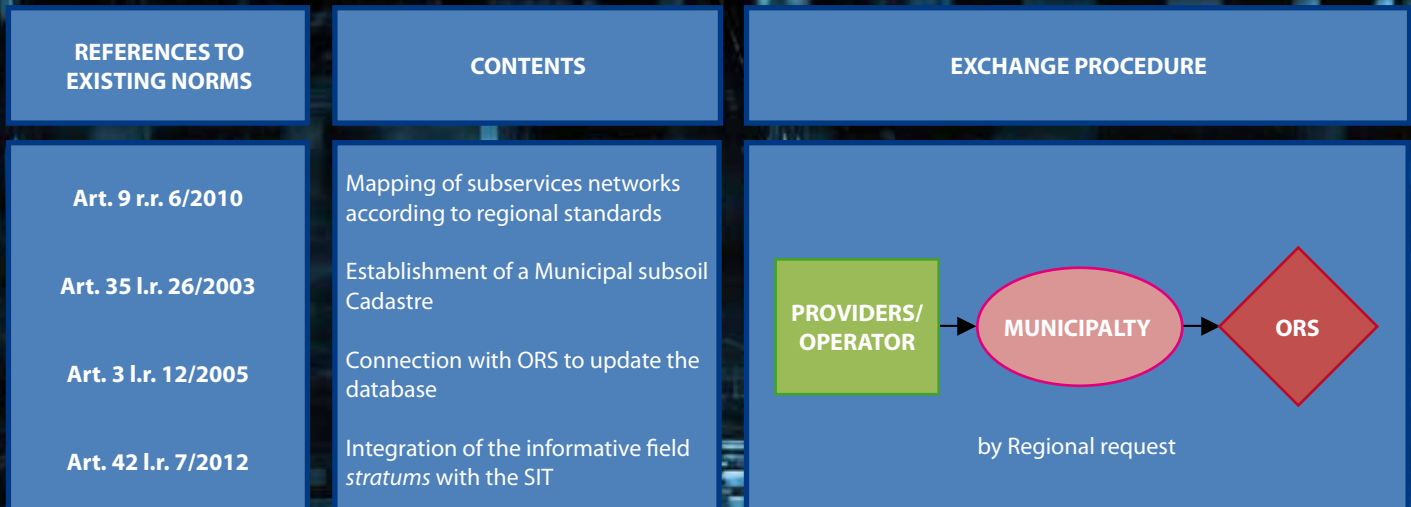 REFERENCES TO
EXISTING NORMS
CONTENTS
EXCHANGE PROCEDURE
Art. 9 r.r. 6/2010
Art. 35 l.r. 26/2003
Art. 3 l.r. 12/2005
Art. 42 l.r. 7/2012
Mapping of subservices networks
according to regional standards
Establishment of a Municipal subsoil
Cadastre
Connection with ORS to update the
database
Integration of the informative field
stratums with the SIT
PROVIDERS/
OPERATOR
MUNICIPALTY
ORS
by Regional request